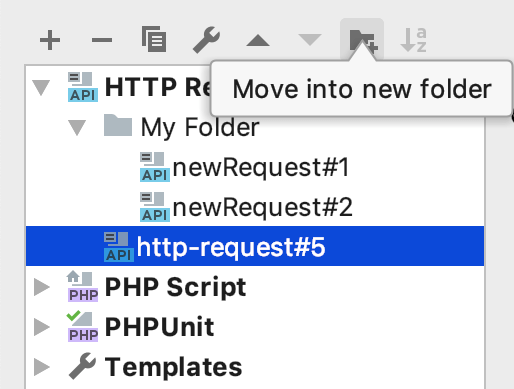 a
z
Move into new folder
HTTP Re
My Folder
API
newRequest#1
API
newRequest#2
API
http-request#5
API
PHP Script
PHP
PHPUnit
PHP
Templates